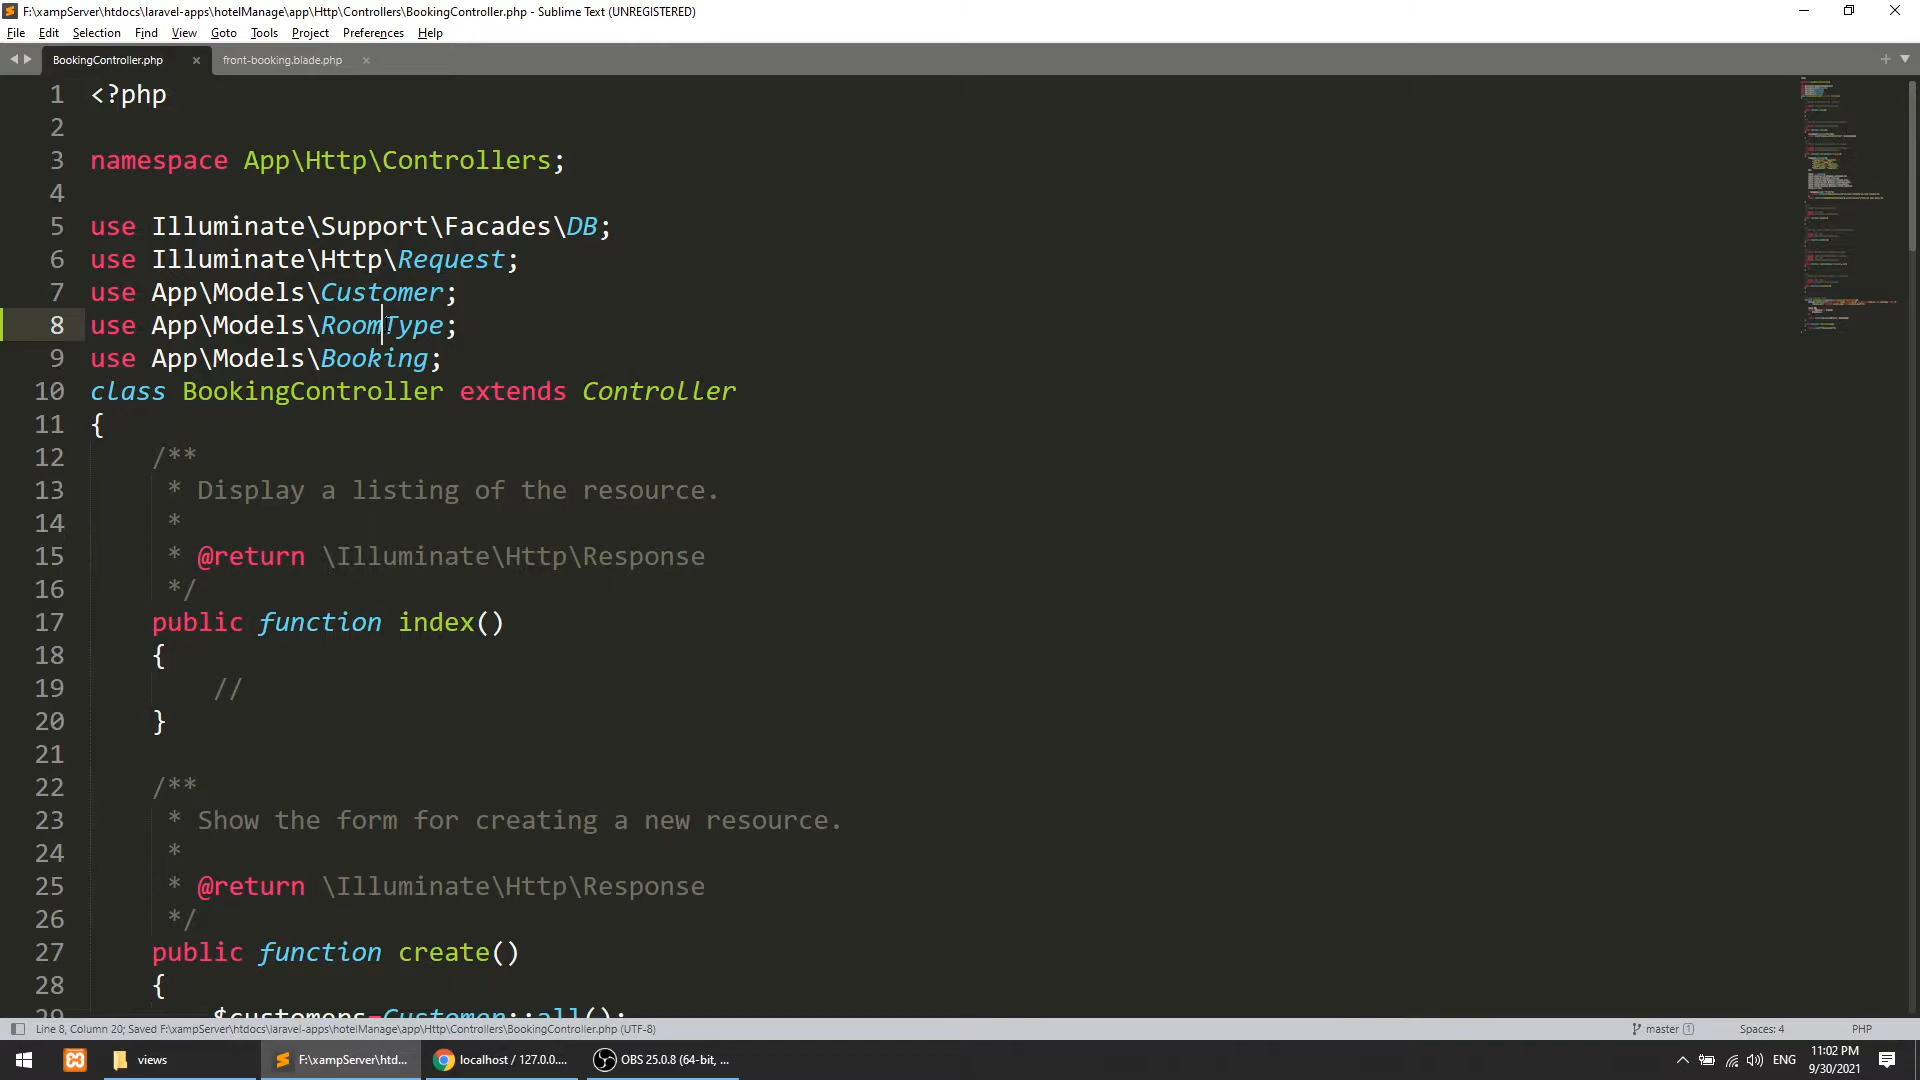 F:\xampServer\htdocs\laravel-apps\hotelManage\app\Http\Controllers\BookingController.php - Sublime Text (UNREGISTERED)
File Edit Selection Find View Goto Tools Project Preferences Help
BookingController.php × front-booking.blade.php ×
1 <?php
2
3 namespace App\Http\Controllers;
4
5 use Illuminate\Support\Facades\DB;
6 use Illuminate\Http\Request;
7 use App\Models\Customer;
8 use App\Models\RoomType;
9 use App\Models\Booking;
10 class BookingController extends Controller
11 {
12 /**
13 * Display a listing of the resource.
14 *
15 * @return \Illuminate\Http\Response
16 */
17 public function index()
18 {
19 //
20 }
21
22 /**
23 * Show the form for creating a new resource.
24 *
25 * @return \Illuminate\Http\Response
26 */
27 public function create()
28 {
29 $customers=Customer::all();
Line 8, Column 20; Saved F:\xampServer\htdocs\laravel-apps\hotelManage\app\Http\Controllers\BookingController.php (UTF-8) master 1 Spaces: 4 PHP
views F:\xampServer\htd... localhost / 127.0.0.... OBS 25.0.8 (64-bit, ... ENG 11:02 PM
9/30/2021